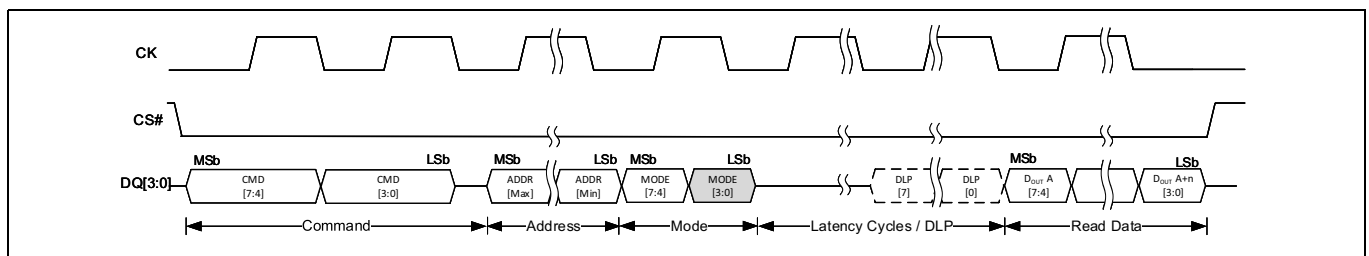 CK
CS#
MSb LSb MSb LSb MSb LSb MSb LSb
DQ[3:0] CMD [7:4] CMD [3:0] ADDR [Max] ADDR [Min] MODE [7:4] MODE [3:0] DLP [7] DLP [0] DOUT A [7:4] DOUT A+n [3:0]
Command Address Mode Latency Cycles / DLP Read Data